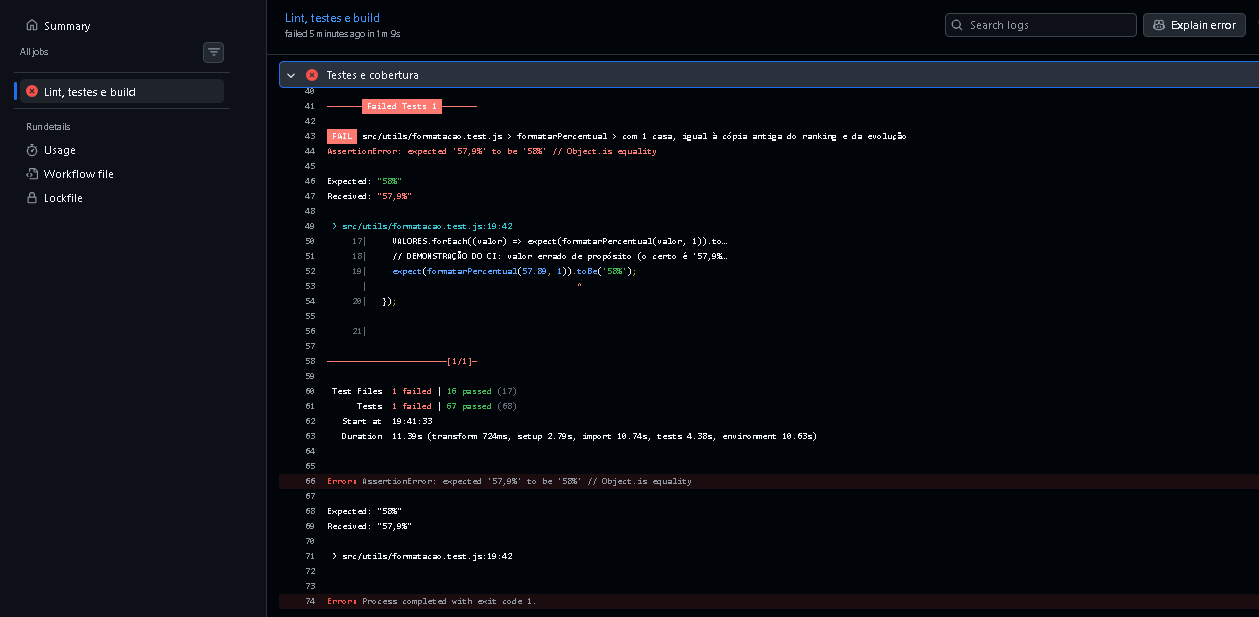 Summary
All jobs
Lint, testes e build
Run details
Usage
Workflow file
Lockfile
Lint, testes e build
failed 5 minutes ago in 1m 9s
Search logs
Explain error
Testes e cobertura
40
41 Failed Tests 1
42
43 FAIL src/utils/formatacao.test.js > formatarPercentual > com 1 casa, igual à cópia antiga do ranking e da evolução
44 AssertionError: expected '57,9%' to be '58%' // Object.is equality
45
46 Expected: "58%"
47 Received: "57,9%"
48
49 ❯ src/utils/formatacao.test.js:19:42
50 17| VALORES.forEach((valor) => expect(formatarPercentual(valor, 1)).to…
51 18| // DEMONSTRAÇÃO DO CI: valor errado de propósito (o certo é '57,9%…
52 19| expect(formatarPercentual(57.89, 1)).toBe('58%');
53 | ^
54 20| });
55
56 21|
57
58 [1/1]
59
60 Test Files 1 failed | 16 passed (17)
61 Tests 1 failed | 67 passed (68)
62 Start at 19:41:33
63 Duration 11.39s (transform 724ms, setup 2.79s, import 10.74s, tests 4.38s, environment 10.63s)
64
65
66 Error: AssertionError: expected '57,9%' to be '58%' // Object.is equality
67
68 Expected: "58%"
69 Received: "57,9%"
70
71 ❯ src/utils/formatacao.test.js:19:42
72
73
74 Error: Process completed with exit code 1.